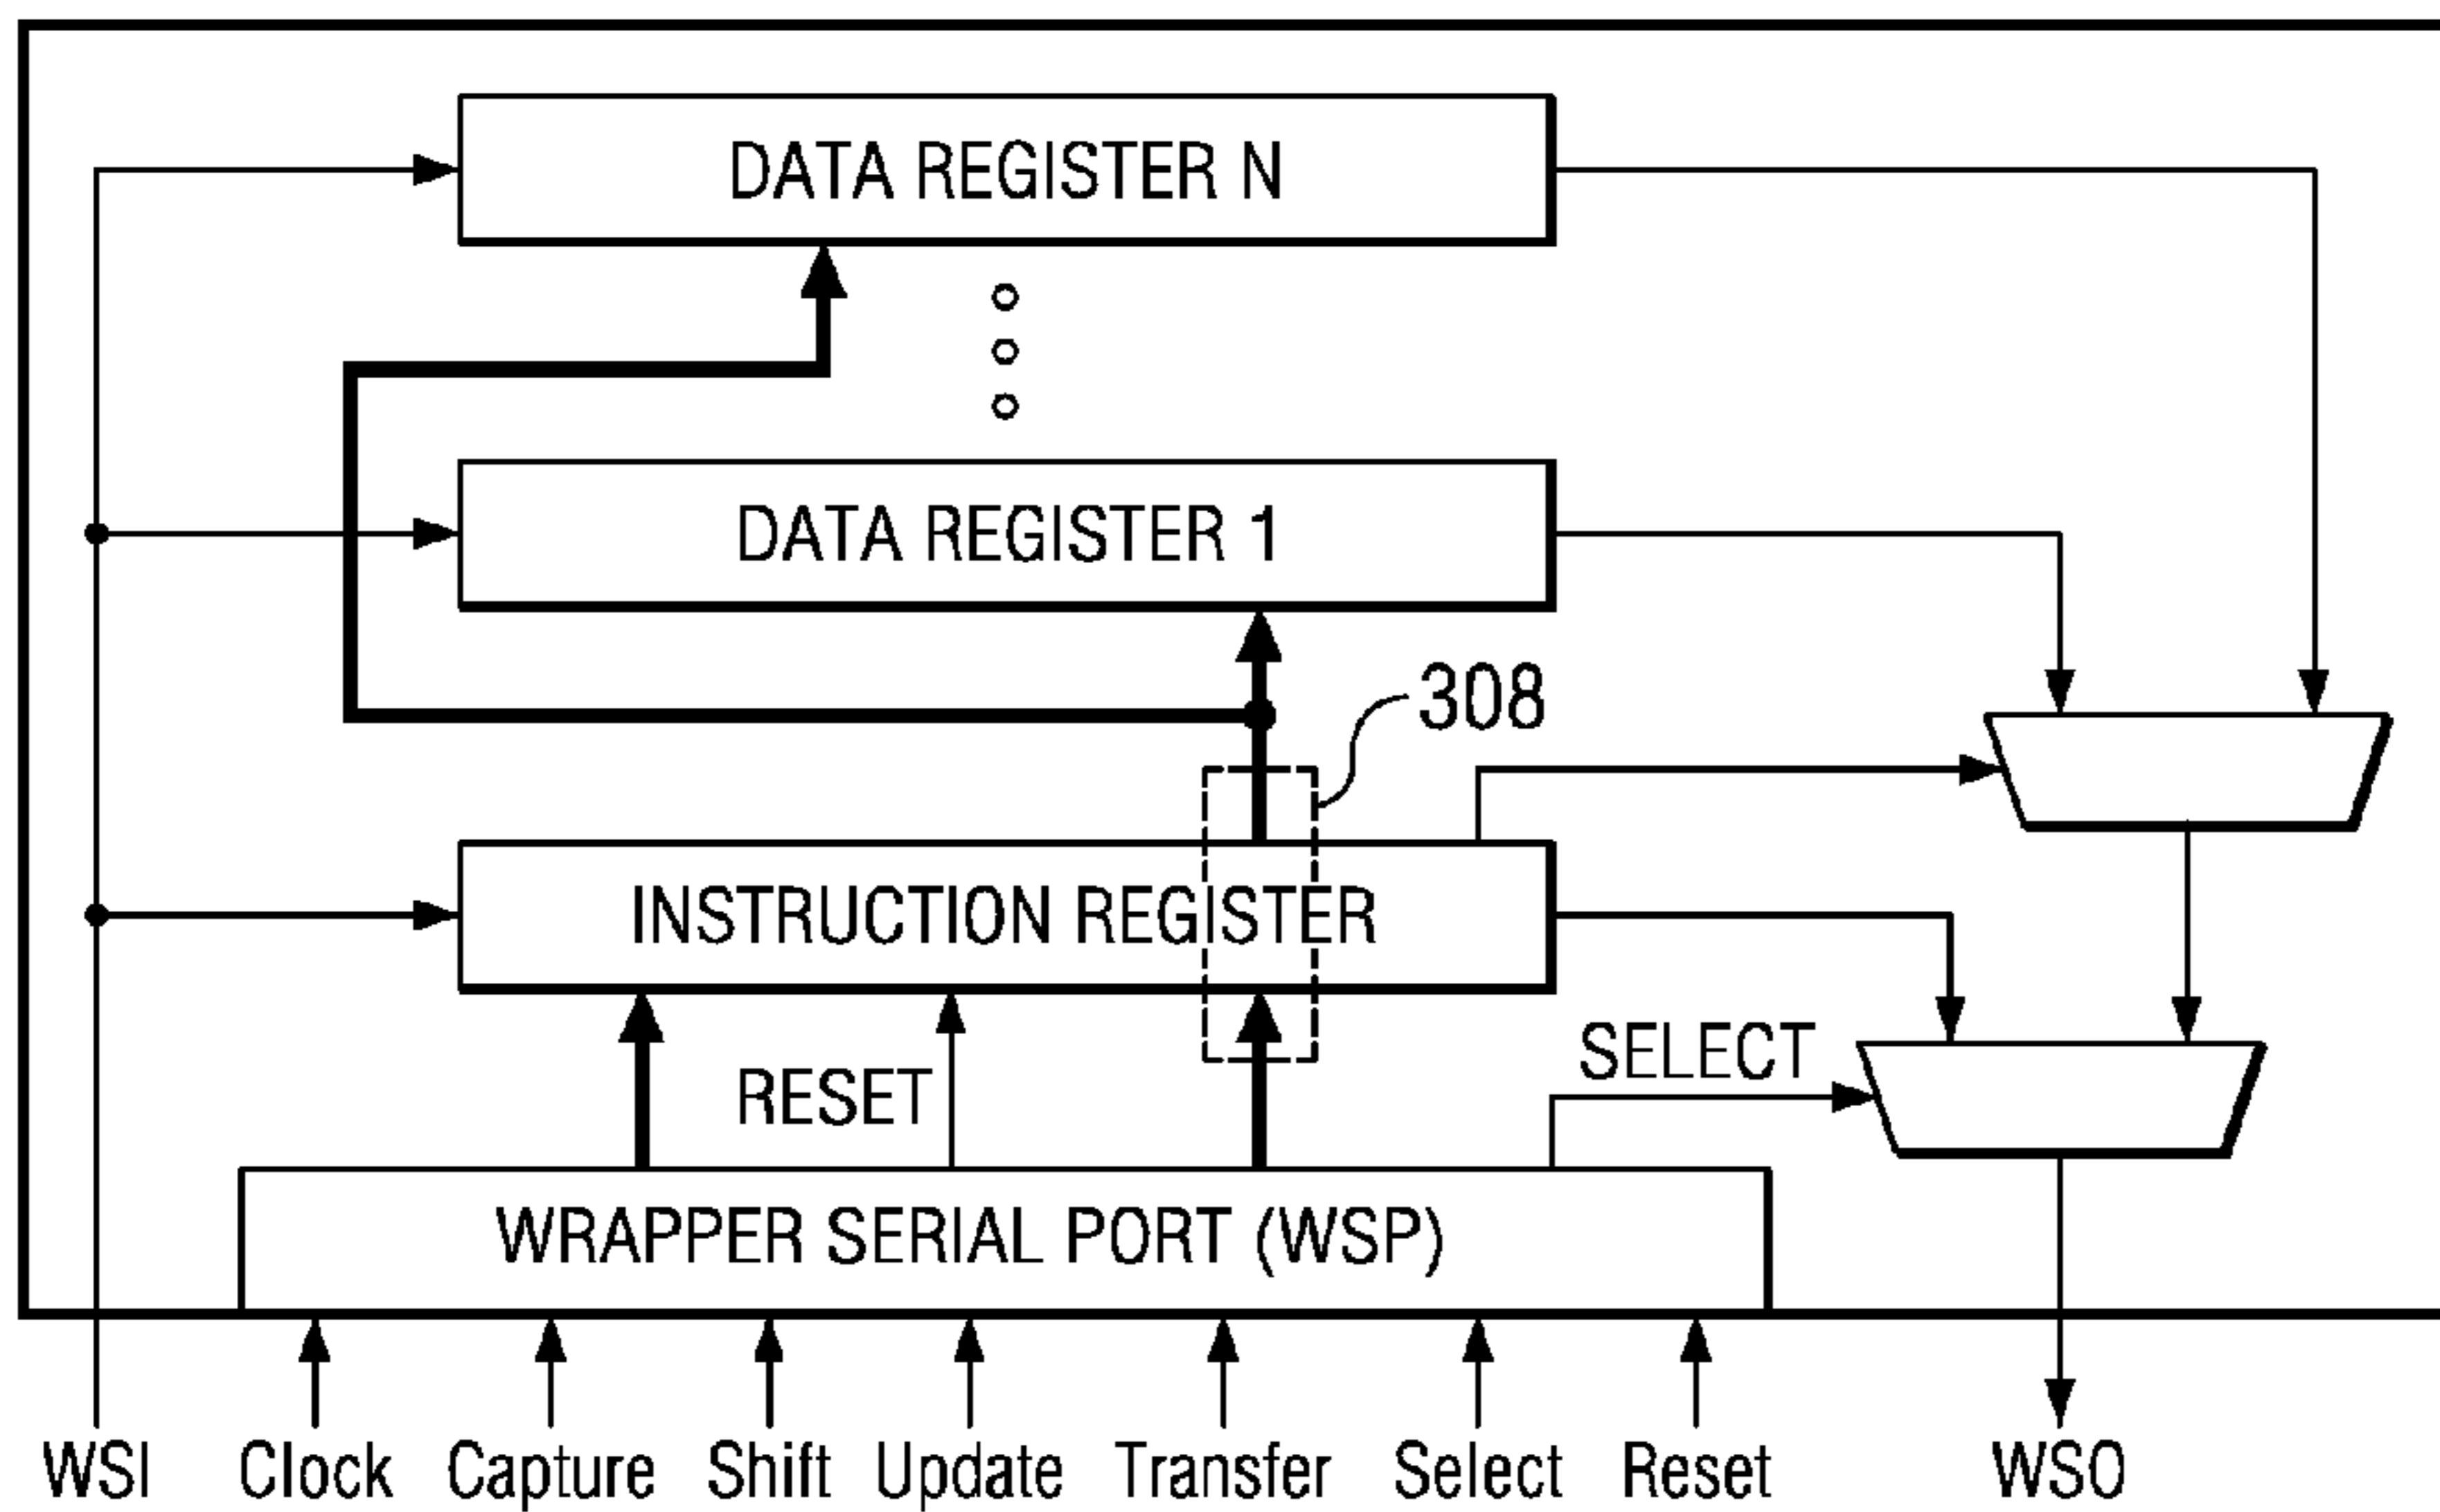 DATA REGISTER N
DATA REGISTER 1
308
INSTRUCTION REGISTER
SELECT
RESET
WRAPPER SERIAL PORT (WSP)
WSI Clock Capture Shift Update Transfer Select Reset WSO